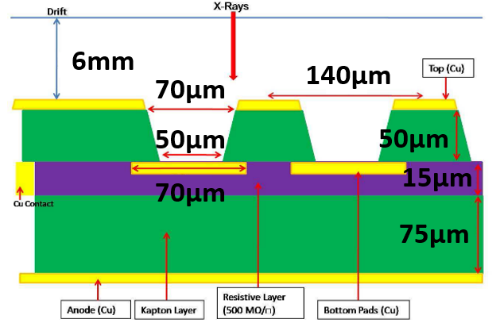 Drift
X-Rays
6mm
70μm
140μm
Top (Cu)
50μm
50μm
70μm
15μm
Cu Contact
75μm
Anode (Cu)
Kapton Layer
Resistive Layer
(500 MΩ/□)
Bottom Pads (Cu)